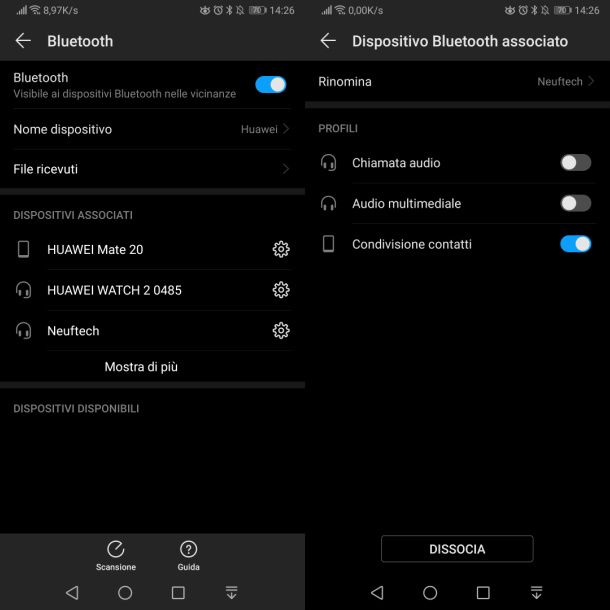 8,97K/s
70
14:26
Bluetooth
Bluetooth
Visibile ai dispositivi Bluetooth nelle vicinanze
Nome dispositivo
Huawei
File ricevuti
DISPOSITIVI ASSOCIATI
HUAWEI Mate 20
HUAWEI WATCH 2 0485
Neuftech
Mostra di più
DISPOSITIVI DISPONIBILI
Scansione
Guida
0,00K/s
70
14:26
Dispositivo Bluetooth associato
Rinomina
Neuftech
PROFILI
Chiamata audio
Audio multimediale
Condivisione contatti
DISSOCIA